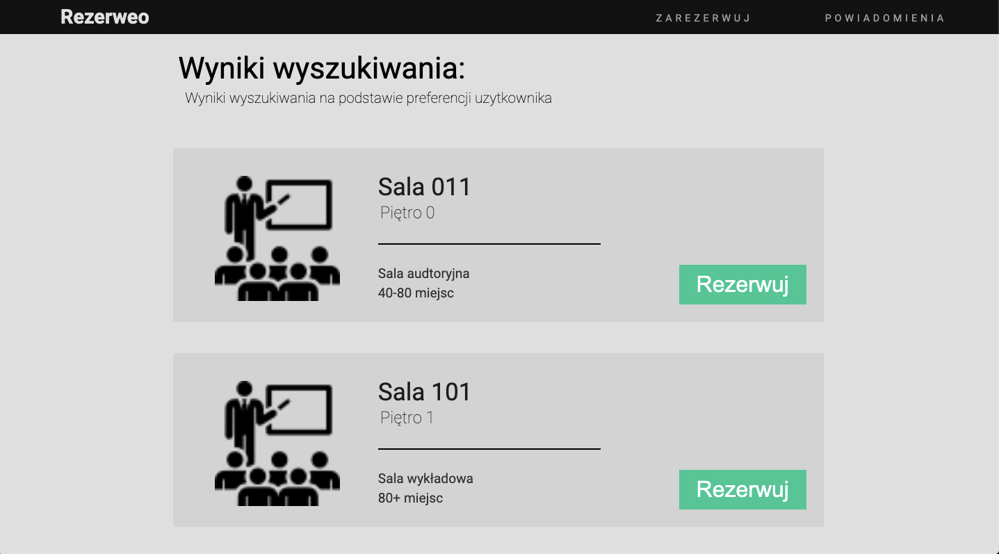 Rezerweo
ZAREZERWUJ
POWIADOMIENIA
Wyniki wyszukiwania:
Wyniki wyszukiwania na podstawie preferencji uzytkownika
Sala 011
Piętro 0
Sala audtoryjna
40-80 miejsc
Rezerwuj
Sala 101
Piętro 1
Sala wykładowa
80+ miejsc
Rezerwuj